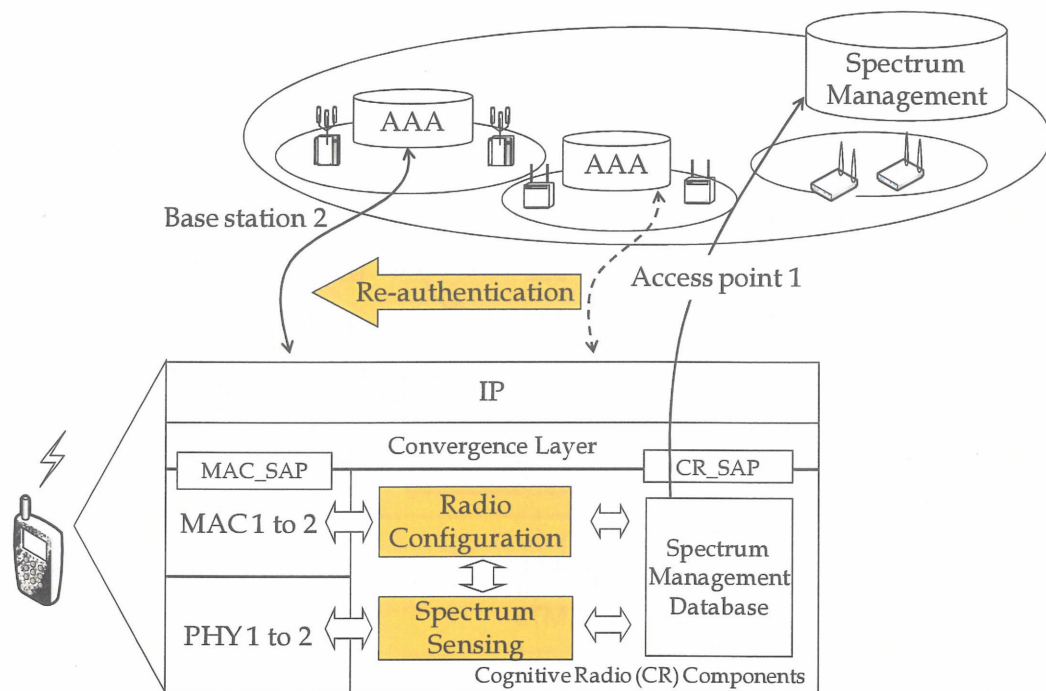 Spectrum
Management
AAA
AAA
Base station 2
Access point 1
Re-authentication
IP
Convergence Layer
MAC_SAP
CR_SAP
MAC 1 to 2
Radio
Configuration
Spectrum
Management
Database
PHY 1 to 2
Spectrum
Sensing
Cognitive Radio (CR) Components